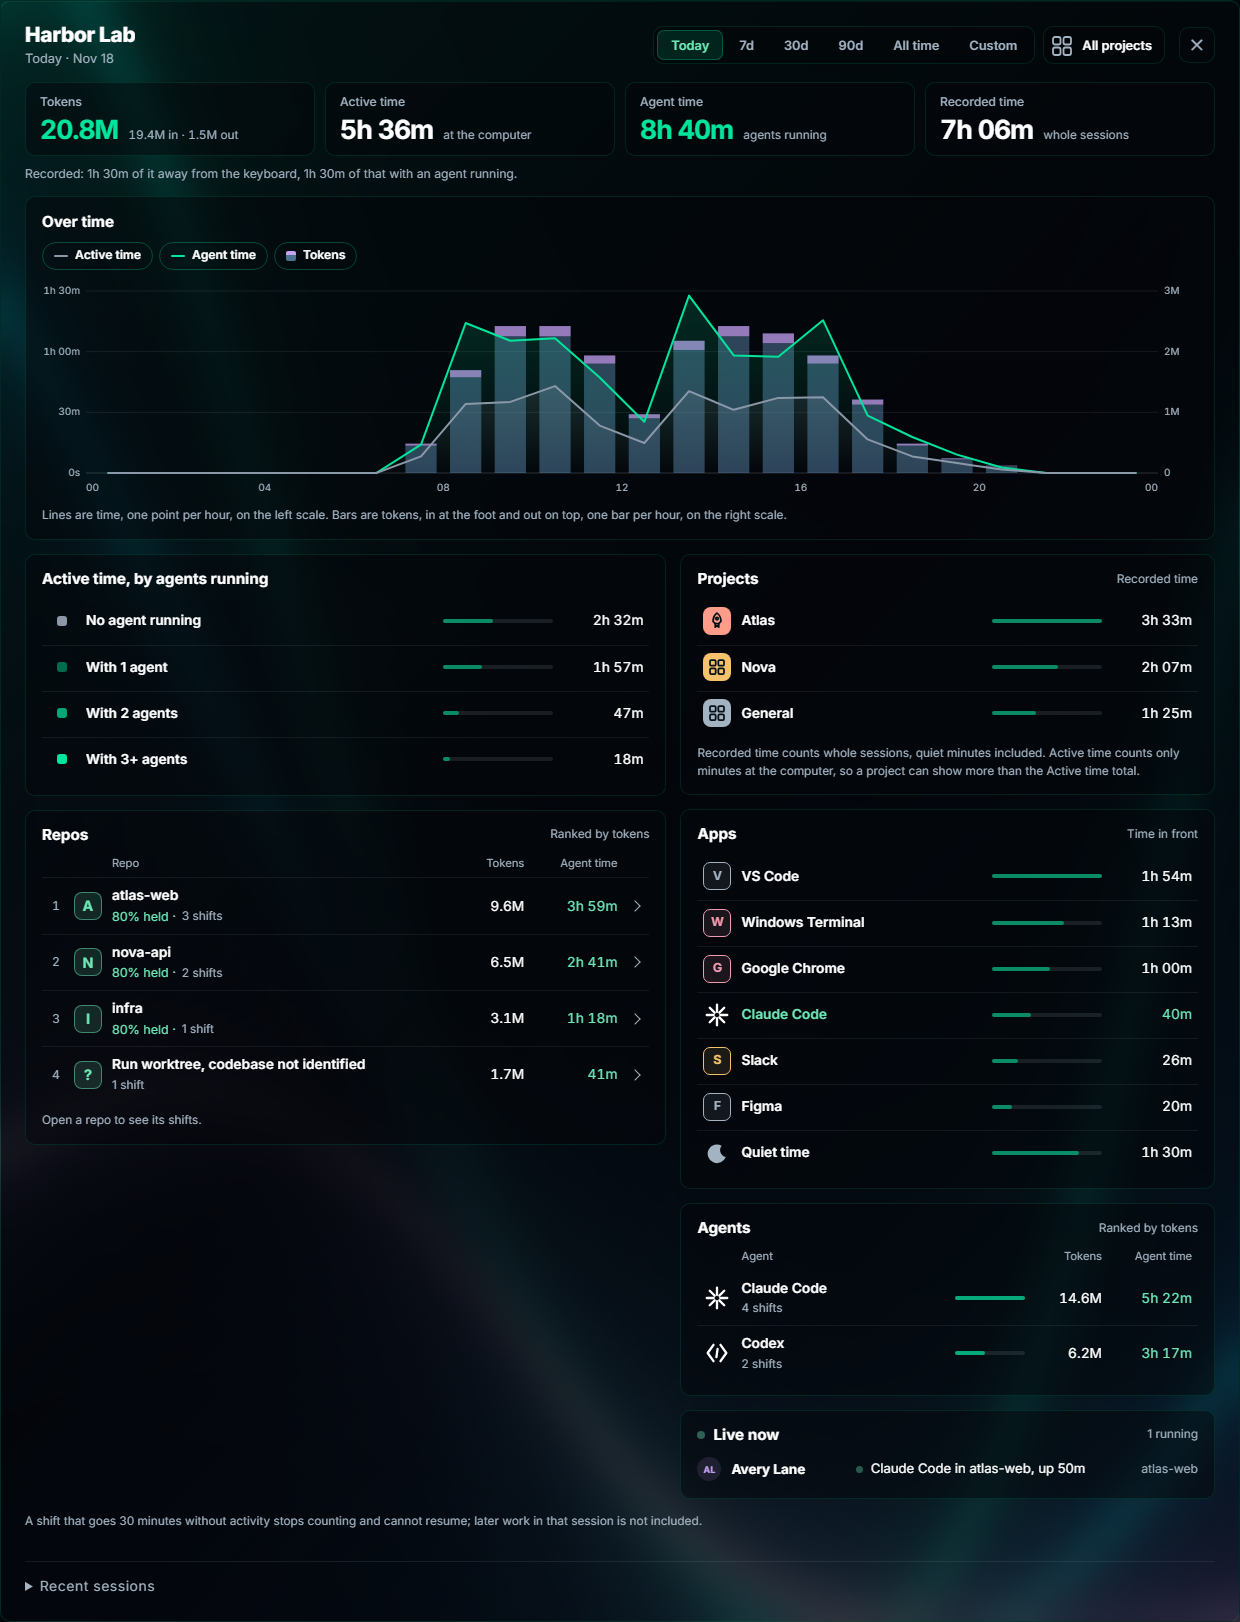 Harbor Lab
Today · Nov 18
Today 7d 30d 90d All time Custom All projects
Tokens
20.8M 19.4M in · 1.5M out
Active time
5h 36m at the computer
Agent time
8h 40m agents running
Recorded time
7h 06m whole sessions
Recorded: 1h 30m of it away from the keyboard, 1h 30m of that with an agent running.
Over time
Active time Agent time Tokens
1h 30m 3M
1h 00m 2M
30m 1M
0s 0
00 04 08 12 16 20 00
Lines are time, one point per hour, on the left scale. Bars are tokens, in at the foot and out on top, one bar per hour, on the right scale.
Active time, by agents running
No agent running 2h 32m
With 1 agent 1h 57m
With 2 agents 47m
With 3+ agents 18m
Projects Recorded time
Atlas 3h 33m
Nova 2h 07m
General 1h 25m
Recorded time counts whole sessions, quiet minutes included. Active time counts only
minutes at the computer, so a project can show more than the Active time total.
Repos Ranked by tokens
Repo Tokens Agent time
1 A atlas-web 9.6M 3h 59m
80% held · 3 shifts
2 N nova-api 6.5M 2h 41m
80% held · 2 shifts
3 I infra 3.1M 1h 18m
80% held · 1 shift
4 ? Run worktree, codebase not identified 1.7M 41m
1 shift
Open a repo to see its shifts.
Apps Time in front
V VS Code 1h 54m
W Windows Terminal 1h 13m
G Google Chrome 1h 00m
Claude Code 40m
S Slack 26m
F Figma 20m
Quiet time 1h 30m
Agents Ranked by tokens
Agent Tokens Agent time
Claude Code 14.6M 5h 22m
4 shifts
Codex 6.2M 3h 17m
2 shifts
Live now 1 running
AL Avery Lane Claude Code in atlas-web, up 50m atlas-web
A shift that goes 30 minutes without activity stops counting and cannot resume; later work in that session is not included.
Recent sessions